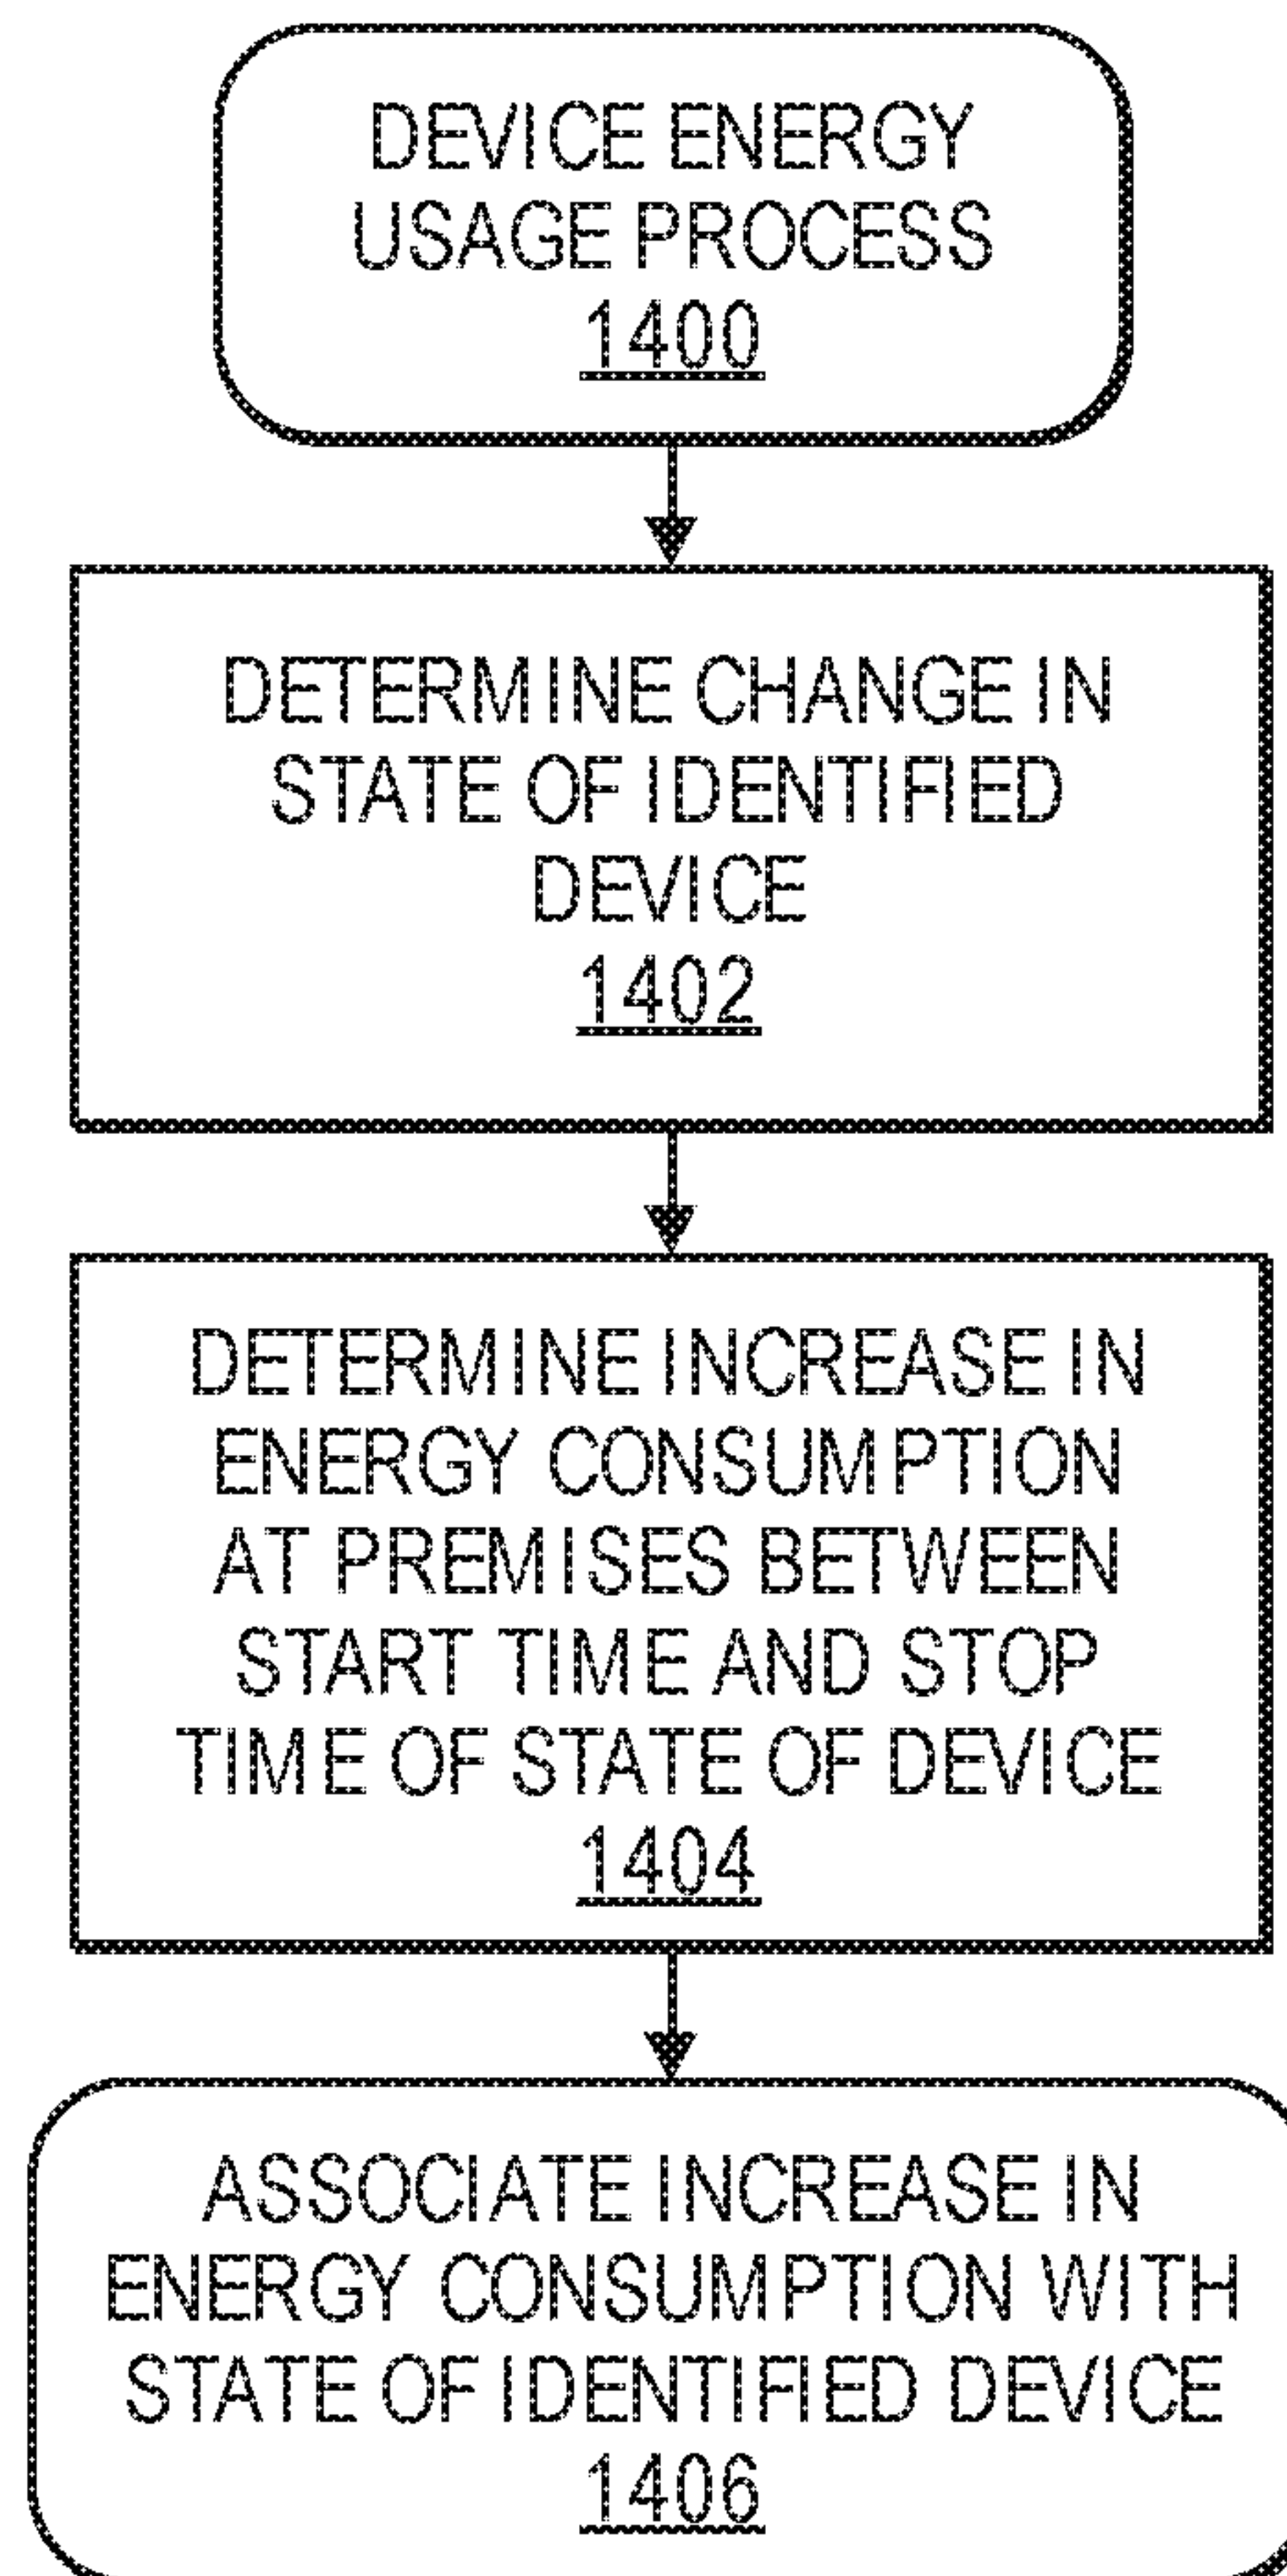 DEVICE ENERGY
USAGE PROCESS
1400
DETERMINE CHANGE IN
STATE OF IDENTIFIED
DEVICE
1402
DETERMINE INCREASE IN
ENERGY CONSUMPTION
AT PREMISES BETWEEN
START TIME AND STOP
TIME OF STATE OF DEVICE
1404
ASSOCIATE INCREASE IN
ENERGY CONSUMPTION WITH
STATE OF IDENTIFIED DEVICE
1406